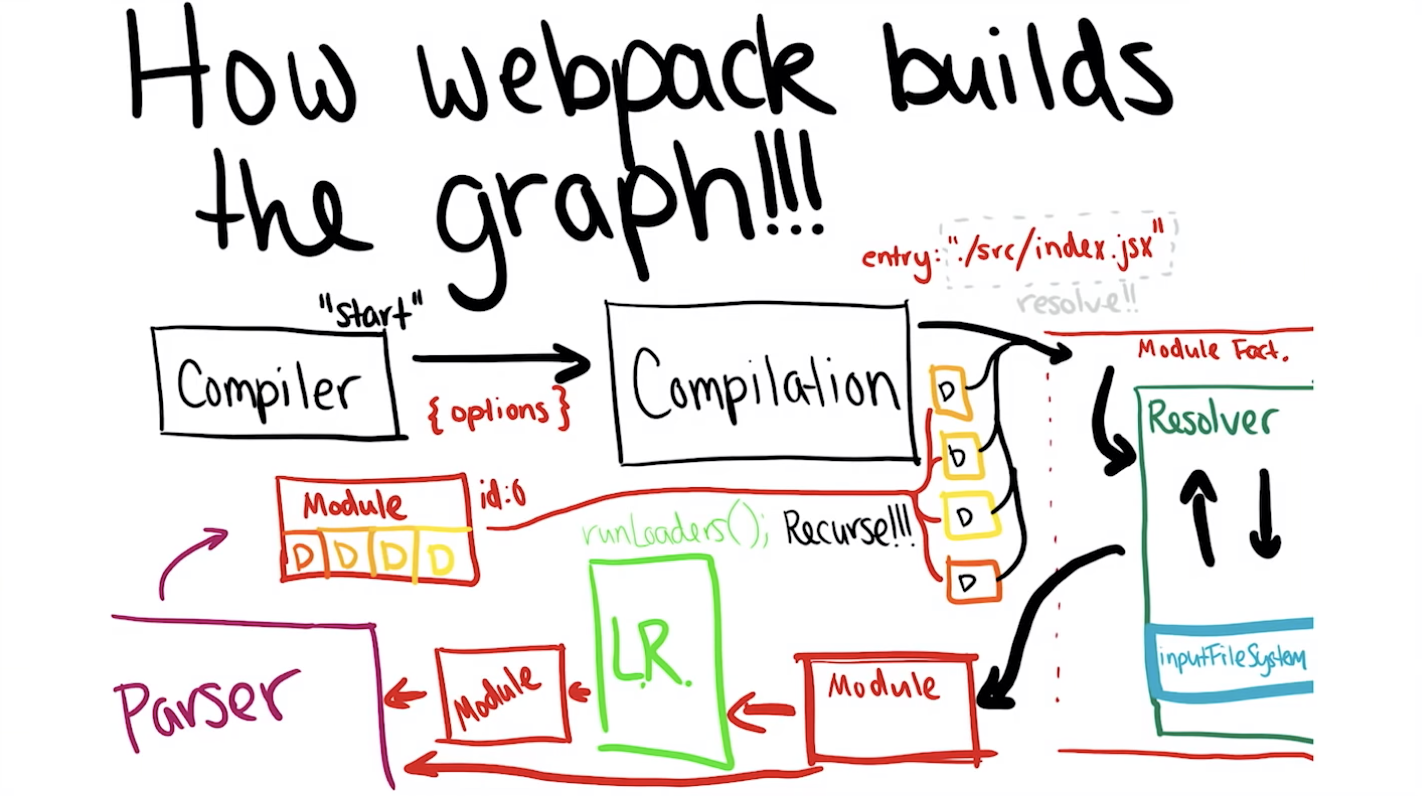 How webpack builds
the graph!!!
entry: "./src/index.jsx"
resolve!!
"start"
Compiler
{ options }
Compilation
Module Fact.
Resolver
inputFileSystem
D
D
D
D
Module
id:0
D D D D
runLoaders();
Recurse!!!
L.R.
Module
Module
Parser